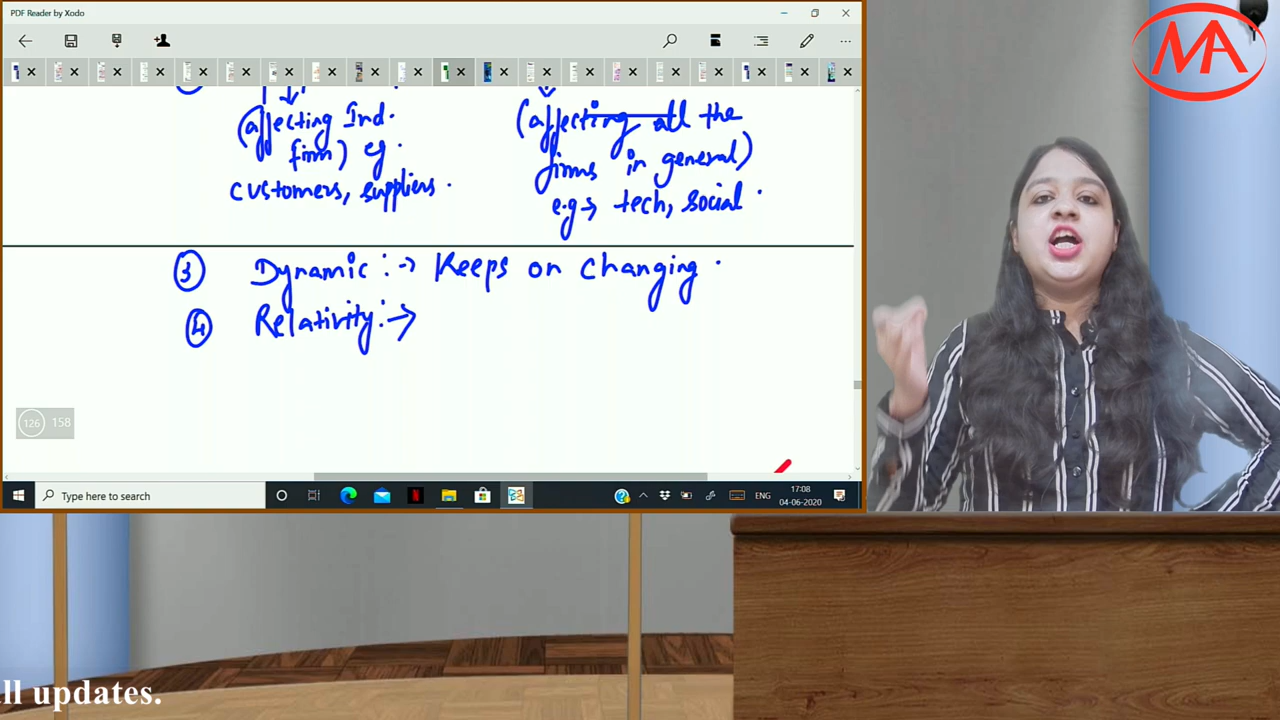 PDF Reader by Xodo
MA
(affecting Ind.
firm) eg.
customers, suppliers.
(affecting all the
firms in general)
e.g → tech, social.
3 Dynamic :→ Keeps on changing.
4 Relativity :→
126 158
Type here to search
ENG
17:08
04-06-2020
all updates.